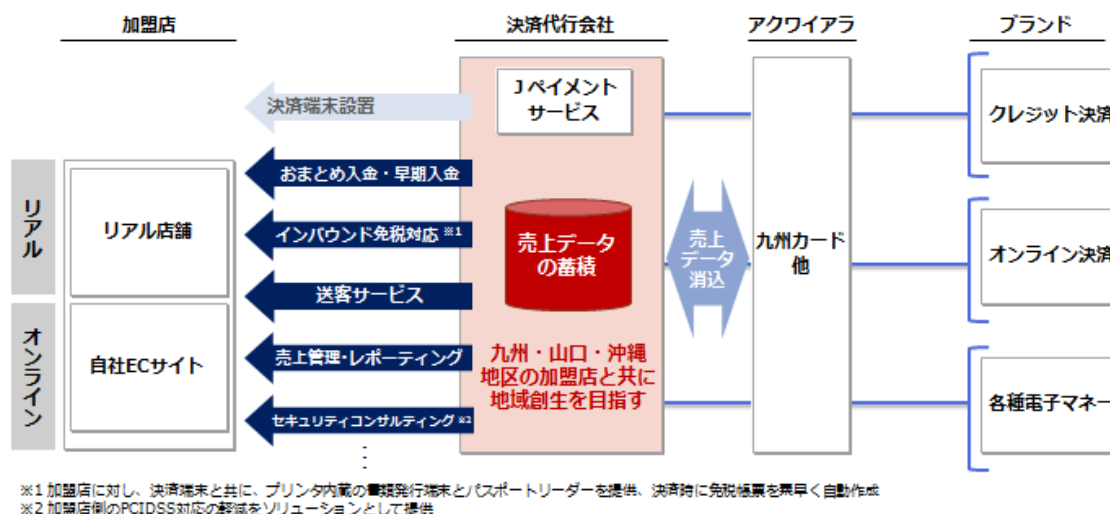 加盟店
決済代行会社
アクワイアラ
ブランド
Jペイメント
サービス
決済端末設置
クレジット決済
おまとめ入金・早期入金
リアル
リアル店舗
インバウンド免税対応 ※1
売上データ
の蓄積
売上
データ
消込
九州カード
他
オンライン決済
送客サービス
オンライン
自社ECサイト
売上管理・レポーティング
九州・山口・沖縄
地区の加盟店と共に
地域創生を目指す
セキュリティコンサルティング ※2
各種電子マネー
※1 加盟店に対し、決済端末と共に、プリンタ内蔵の書類発行端末とパスポートリーダーを提供、決済時に免税帳票を素早く自動作成
※2 加盟店側のPCIDSS対応の軽減をソリューションとして提供